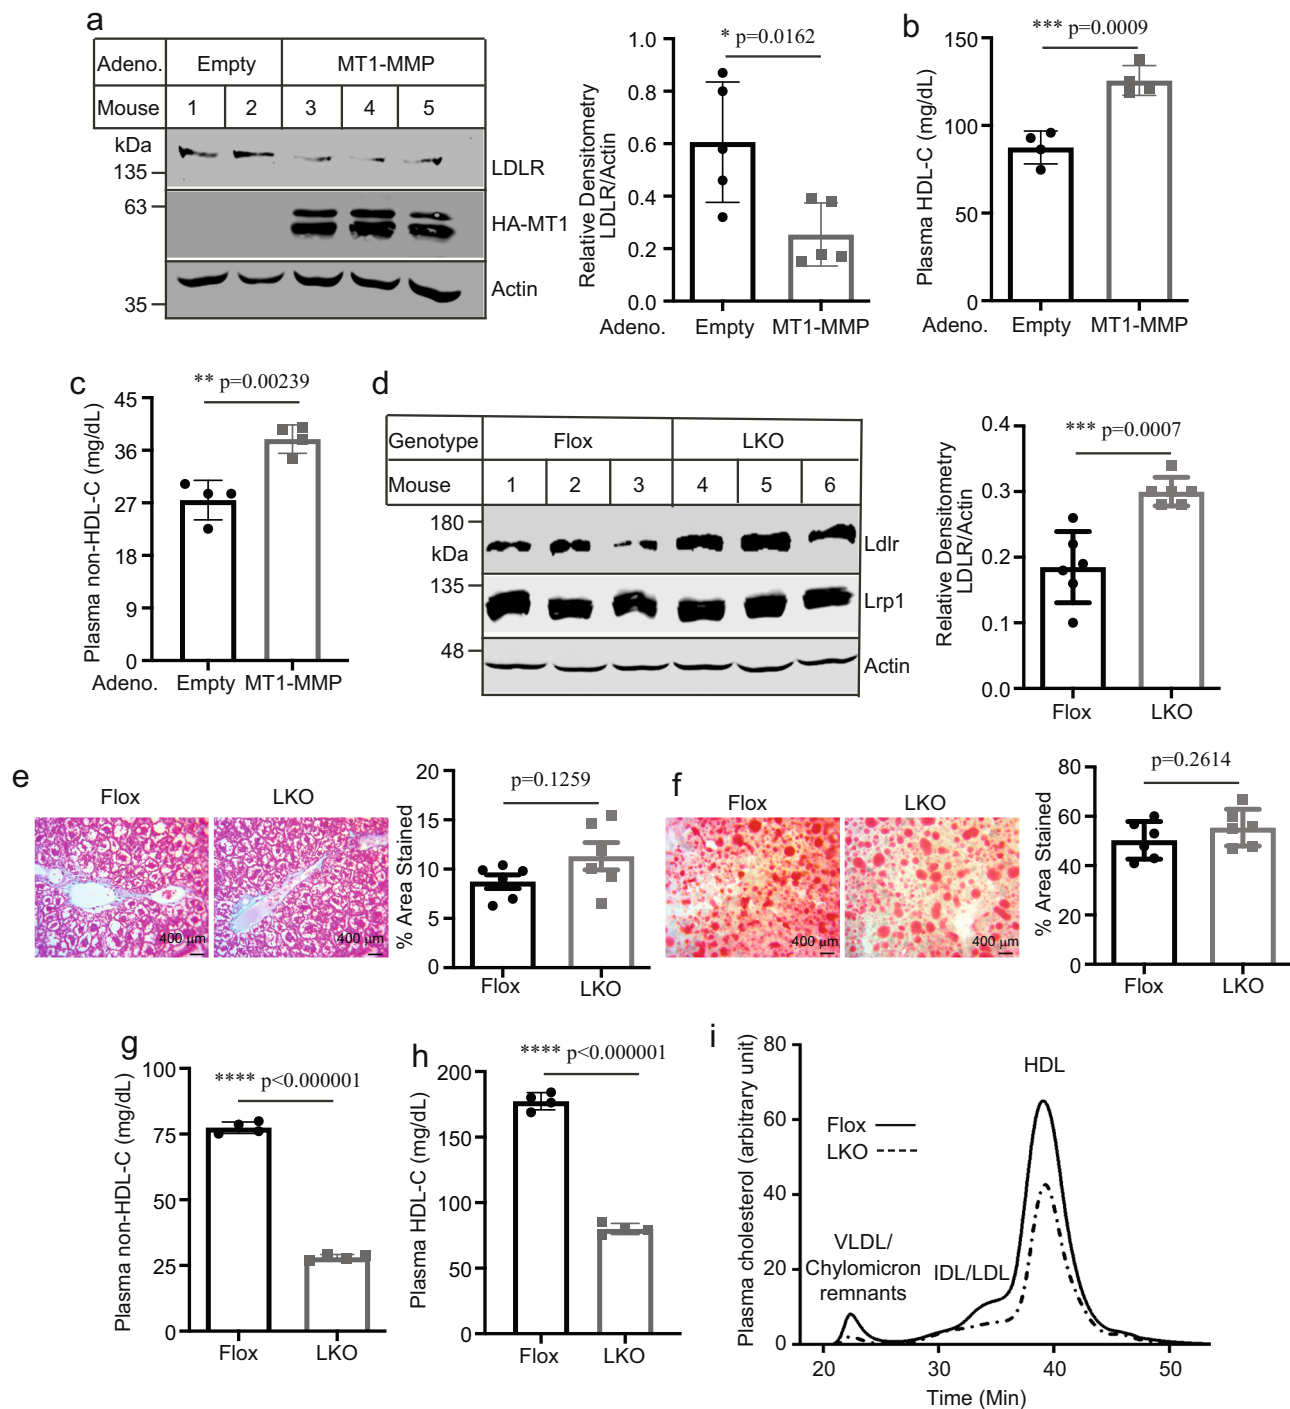 a
Adeno. Empty MT1-MMP
Mouse 1 2 3 4 5
kDa
135
63
35
LDLR
HA-MT1
Actin
* p=0.0162
Relative Densitometry
LDLR/Actin
1.0
0.8
0.6
0.4
0.2
0.0
Adeno. Empty MT1-MMP
b
*** p=0.0009
Plasma HDL-C (mg/dL)
150
100
50
0
Adeno. Empty MT1-MMP
c
** p=0.00239
Plasma non-HDL-C (mg/dL)
45
36
27
18
9
0
Adeno. Empty MT1-MMP
d
Genotype Flox LKO
Mouse 1 2 3 4 5 6
180
kDa
135
48
Ldlr
Lrp1
Actin
*** p=0.0007
Relative Densitometry
LDLR/Actin
0.4
0.3
0.2
0.1
0.0
Flox LKO
e
Flox LKO
400 μm 400 μm
p=0.1259
% Area Stained
20
15
10
5
0
Flox LKO
f
Flox LKO
400 μm 400 μm
p=0.2614
% Area Stained
80
60
40
20
0
Flox LKO
g
**** p<0.000001
Plasma non-HDL-C (mg/dL)
100
75
50
25
0
Flox LKO
h
**** p<0.000001
Plasma HDL-C (mg/dL)
200
150
100
50
0
Flox LKO
i
Plasma cholesterol (arbitrary unit)
80
60
40
20
0
HDL
Flox
LKO
VLDL/
Chylomicron
remnants
IDL/LDL
20 30 40 50
Time (Min)